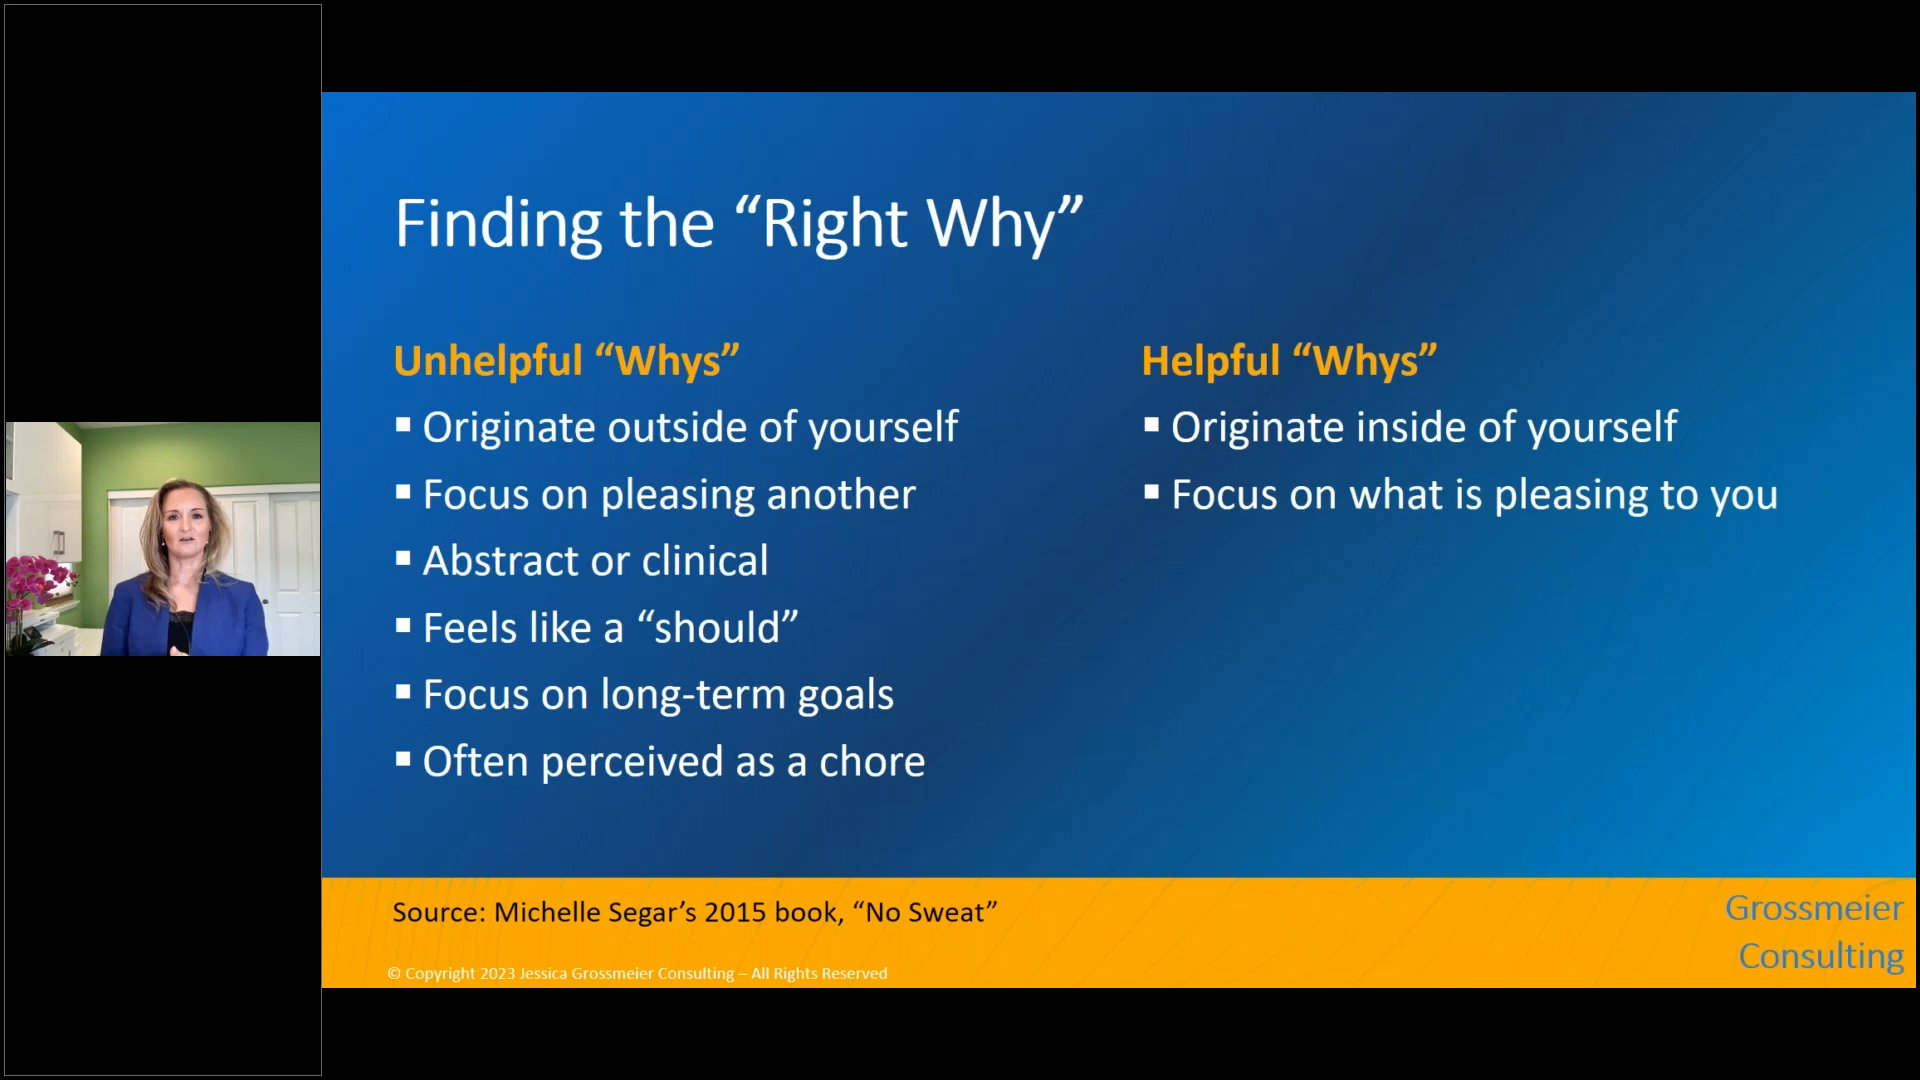 Finding the “Right Why”
Unhelpful “Whys”
▪ Originate outside of yourself
▪ Focus on pleasing another
▪ Abstract or clinical
▪ Feels like a “should”
▪ Focus on long-term goals
▪ Often perceived as a chore
Helpful “Whys”
▪ Originate inside of yourself
▪ Focus on what is pleasing to you
Source: Michelle Segar’s 2015 book, “No Sweat”
© Copyright 2023 Jessica Grossmeier Consulting – All Rights Reserved
Grossmeier
Consulting